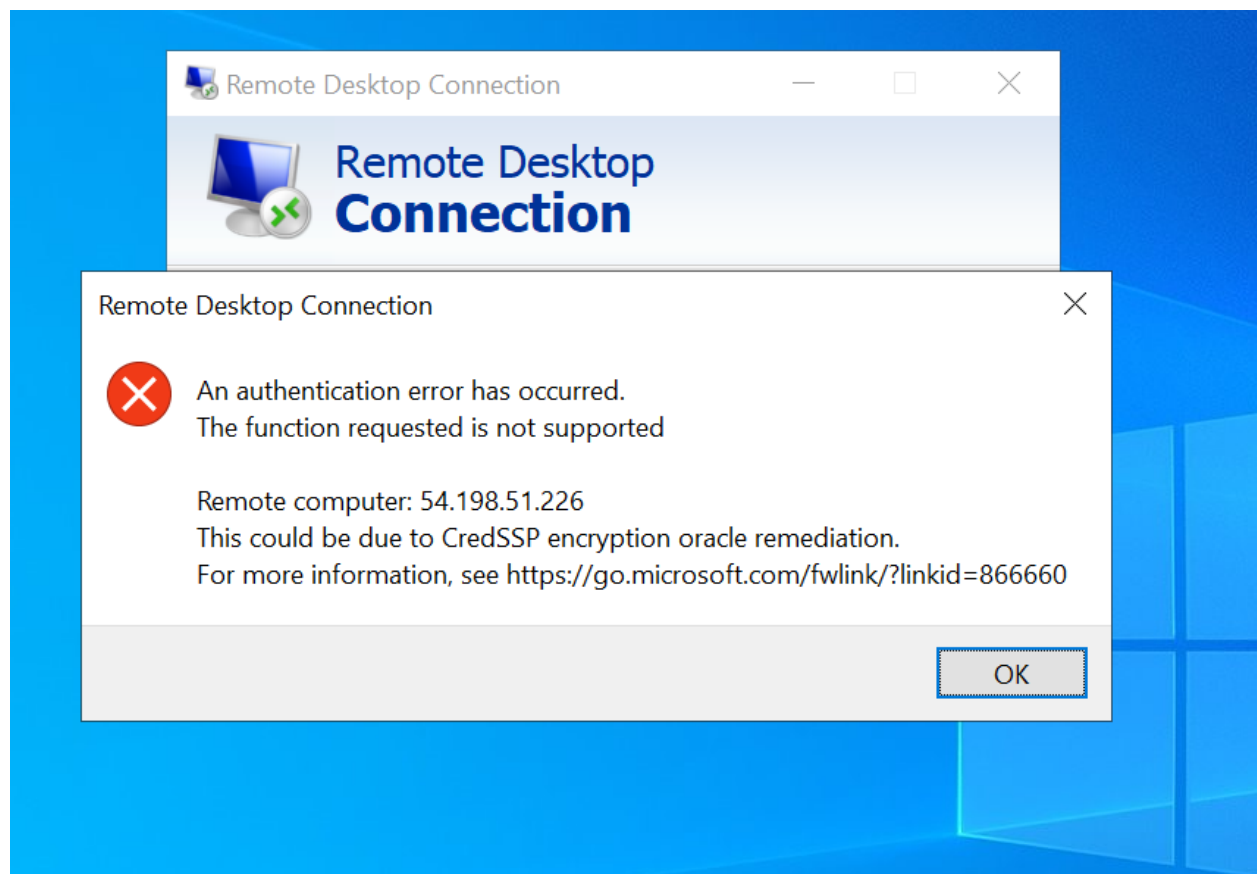 Remote Desktop Connection
Remote Desktop
Connection
Remote Desktop Connection
An authentication error has occurred.
The function requested is not supported
Remote computer: 54.198.51.226
This could be due to CredSSP encryption oracle remediation.
For more information, see https://go.microsoft.com/fwlink/?linkid=866660
OK